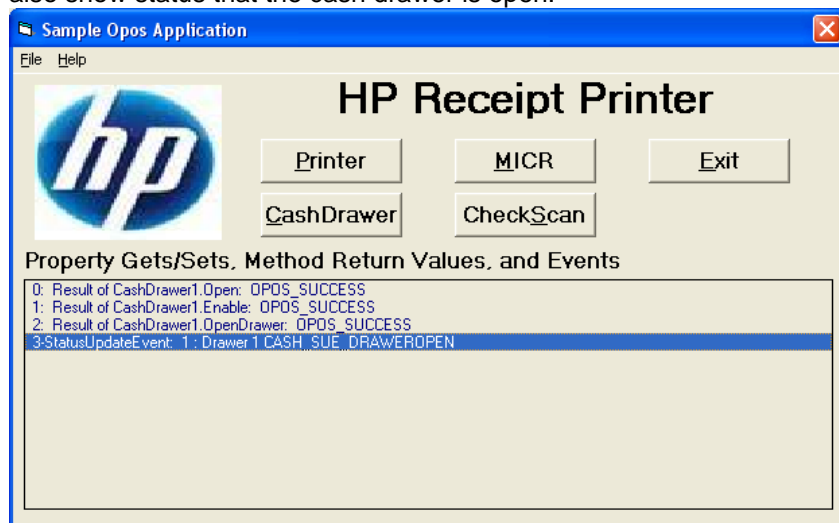 also show status that the cash drawer is open.
Sample Opos Application
File Help
hp
HP Receipt Printer
Printer MICR Exit
CashDrawer CheckScan
Property Gets/Sets, Method Return Values, and Events
0: Result of CashDrawer1.Open: OPOS_SUCCESS
1: Result of CashDrawer1.Enable: OPOS_SUCCESS
2: Result of CashDrawer1.OpenDrawer: OPOS_SUCCESS
3-StatusUpdateEvent: 1 : Drawer 1 CASH_SUE_DRAWEROPEN